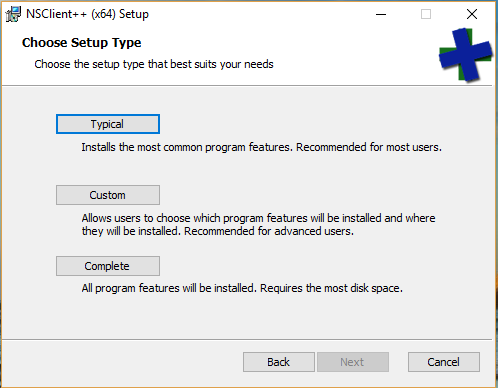 NSClient++ (x64) Setup
Choose Setup Type
Choose the setup type that best suits your needs
Typical
Installs the most common program features. Recommended for most users.
Custom
Allows users to choose which program features will be installed and where
they will be installed. Recommended for advanced users.
Complete
All program features will be installed. Requires the most disk space.
Back
Next
Cancel